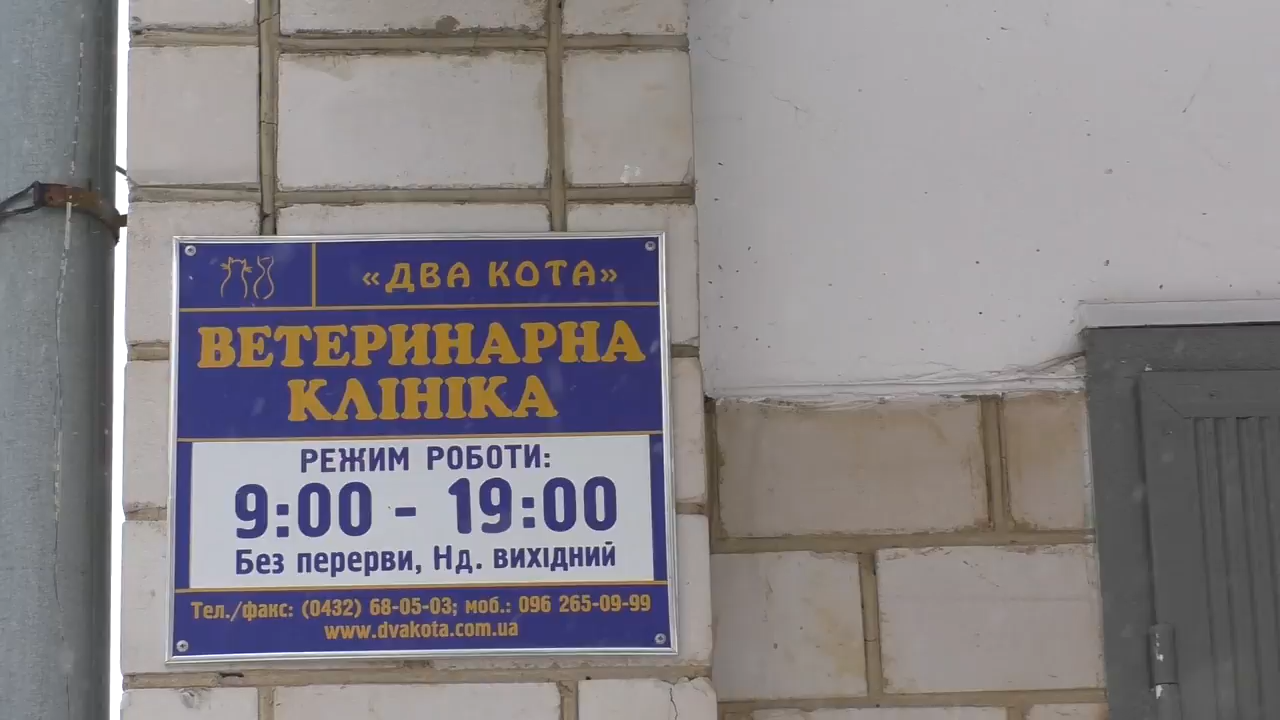 «ДВА КОТА»
ВЕТЕРИНАРНА
КЛІНІКА
РЕЖИМ РОБОТИ:
9:00 - 19:00
Без перерви, Нд. вихідний
Тел./факс: (0432) 68-05-03; моб.: 096 265-09-99
www.dvakota.com.ua